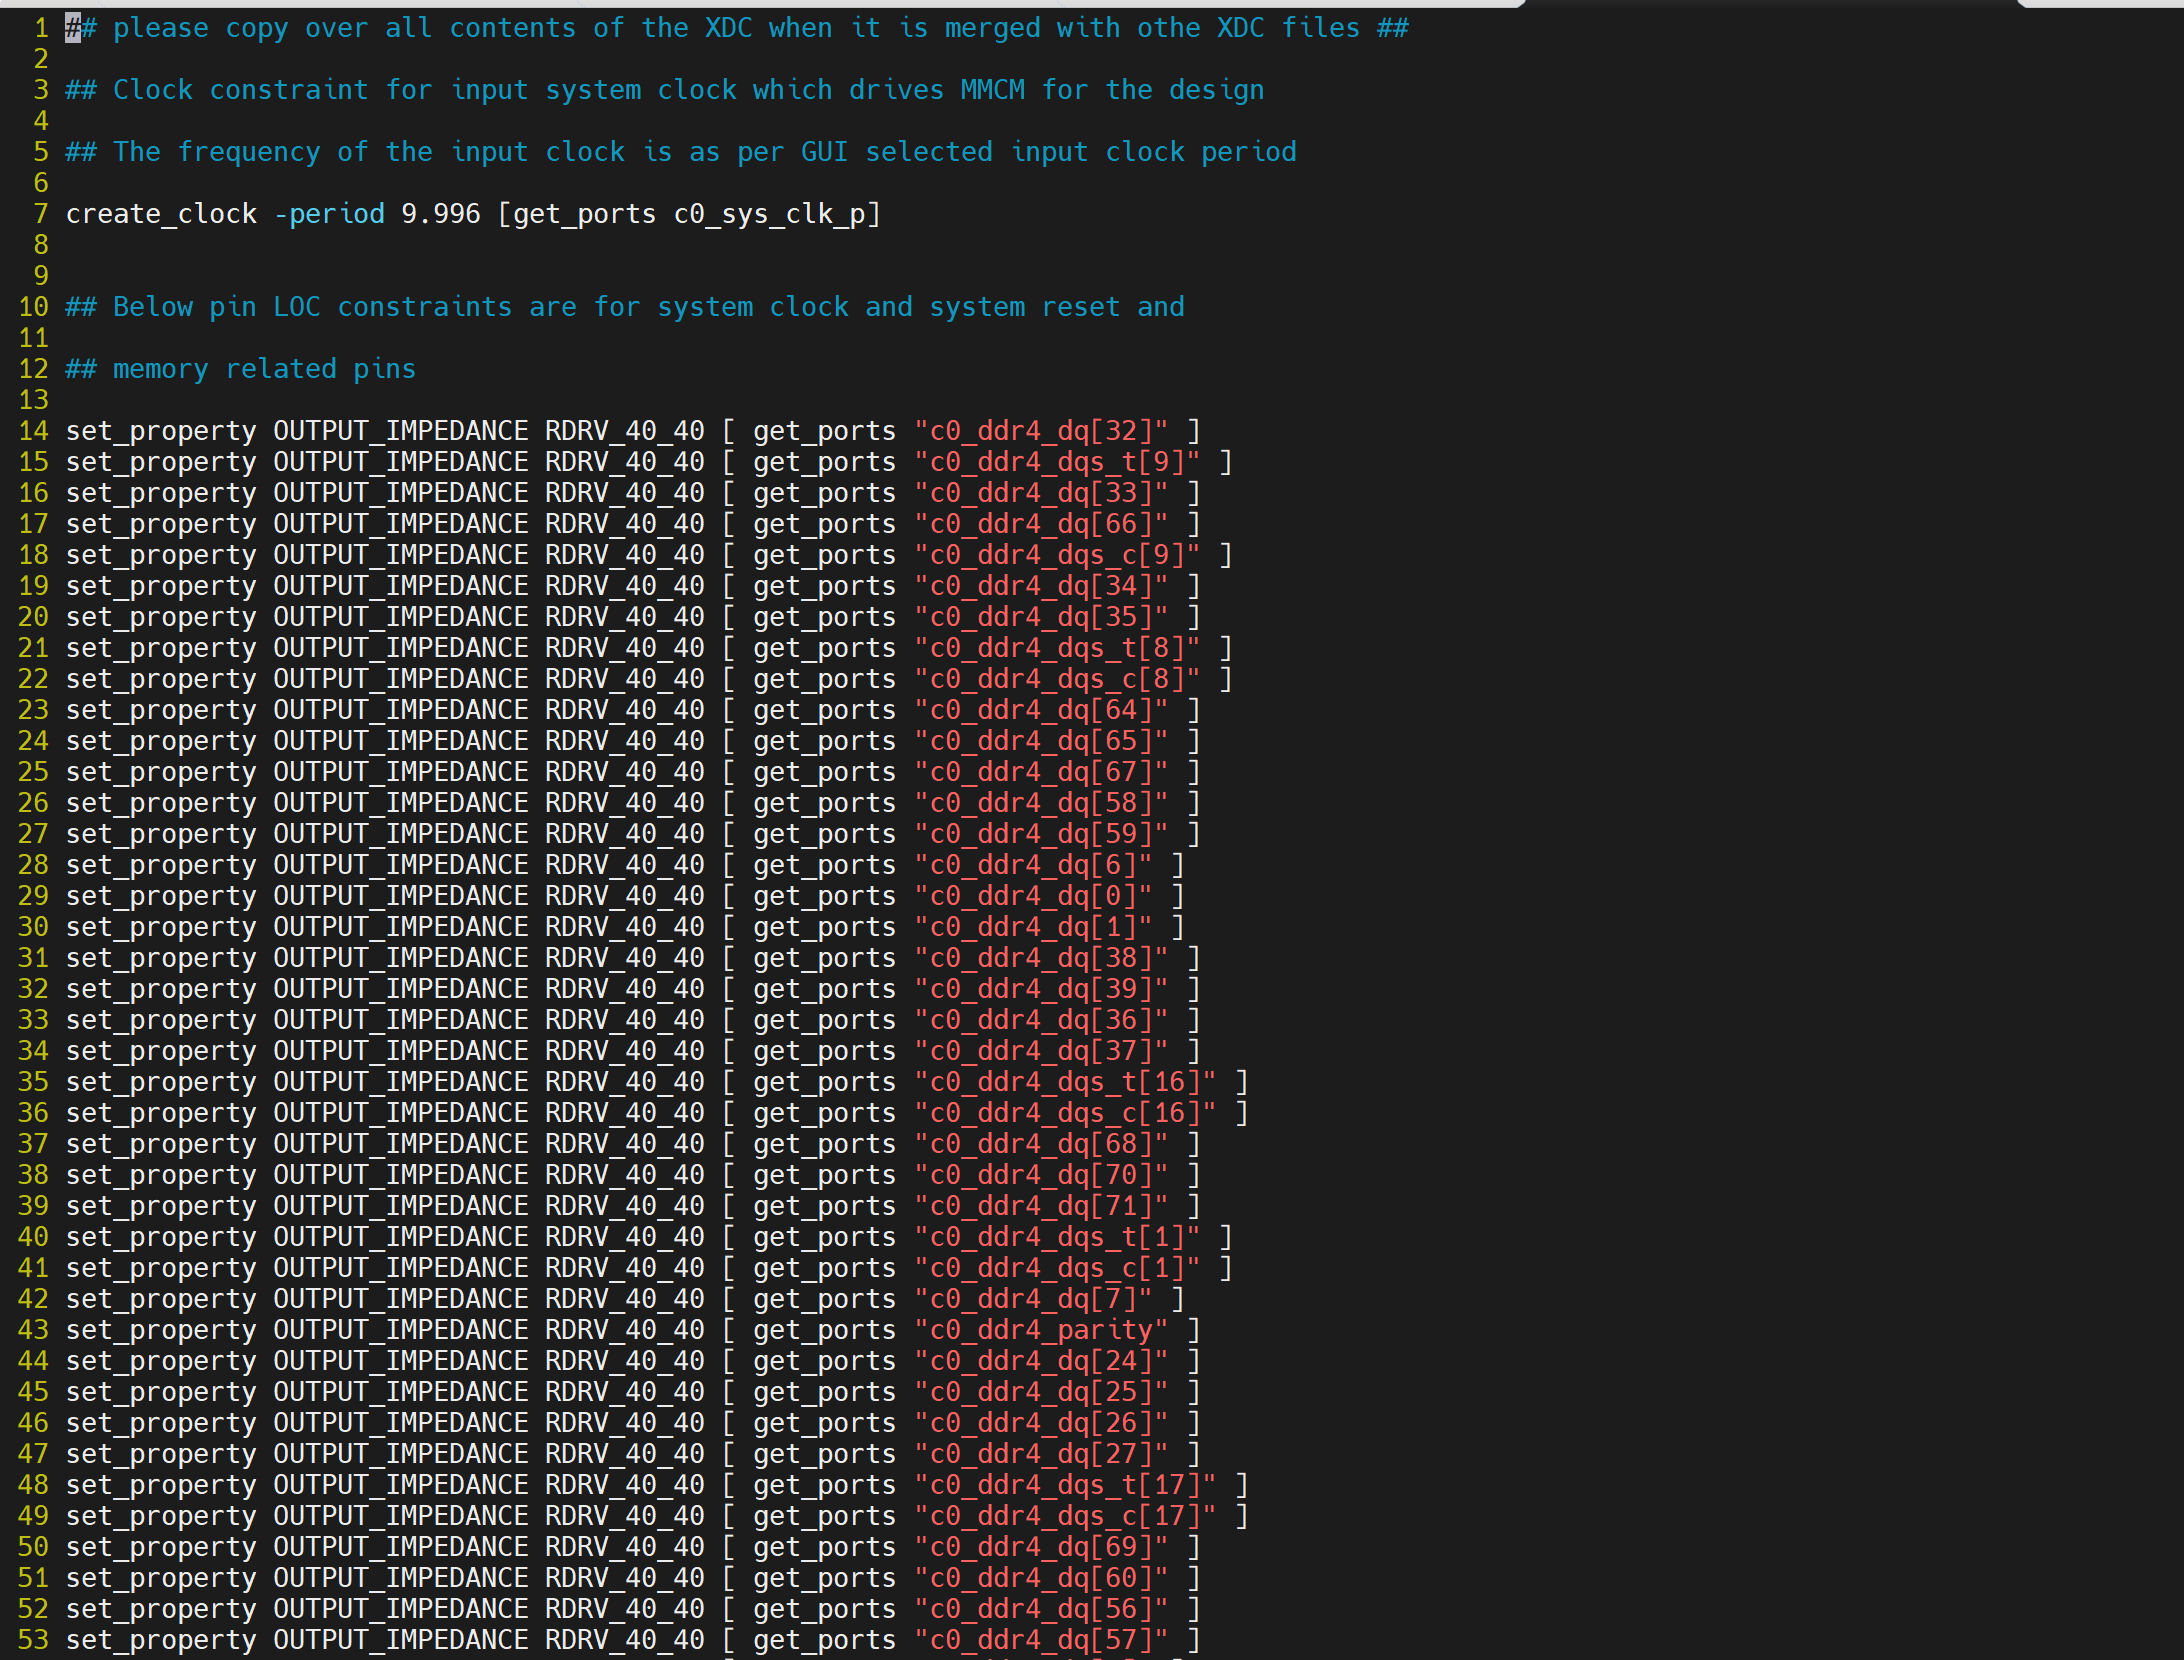 1 ## please copy over all contents of the XDC when it is merged with othe XDC files ##
2
3 ## Clock constraint for input system clock which drives MMCM for the design
4
5 ## The frequency of the input clock is as per GUI selected input clock period
6
7 create_clock -period 9.996 [get_ports c0_sys_clk_p]
8
9
10 ## Below pin LOC constraints are for system clock and system reset and
11
12 ## memory related pins
13
14 set_property OUTPUT_IMPEDANCE RDRV_40_40 [ get_ports "c0_ddr4_dq[32]" ]
15 set_property OUTPUT_IMPEDANCE RDRV_40_40 [ get_ports "c0_ddr4_dqs_t[9]" ]
16 set_property OUTPUT_IMPEDANCE RDRV_40_40 [ get_ports "c0_ddr4_dq[33]" ]
17 set_property OUTPUT_IMPEDANCE RDRV_40_40 [ get_ports "c0_ddr4_dq[66]" ]
18 set_property OUTPUT_IMPEDANCE RDRV_40_40 [ get_ports "c0_ddr4_dqs_c[9]" ]
19 set_property OUTPUT_IMPEDANCE RDRV_40_40 [ get_ports "c0_ddr4_dq[34]" ]
20 set_property OUTPUT_IMPEDANCE RDRV_40_40 [ get_ports "c0_ddr4_dq[35]" ]
21 set_property OUTPUT_IMPEDANCE RDRV_40_40 [ get_ports "c0_ddr4_dqs_t[8]" ]
22 set_property OUTPUT_IMPEDANCE RDRV_40_40 [ get_ports "c0_ddr4_dqs_c[8]" ]
23 set_property OUTPUT_IMPEDANCE RDRV_40_40 [ get_ports "c0_ddr4_dq[64]" ]
24 set_property OUTPUT_IMPEDANCE RDRV_40_40 [ get_ports "c0_ddr4_dq[65]" ]
25 set_property OUTPUT_IMPEDANCE RDRV_40_40 [ get_ports "c0_ddr4_dq[67]" ]
26 set_property OUTPUT_IMPEDANCE RDRV_40_40 [ get_ports "c0_ddr4_dq[58]" ]
27 set_property OUTPUT_IMPEDANCE RDRV_40_40 [ get_ports "c0_ddr4_dq[59]" ]
28 set_property OUTPUT_IMPEDANCE RDRV_40_40 [ get_ports "c0_ddr4_dq[6]" ]
29 set_property OUTPUT_IMPEDANCE RDRV_40_40 [ get_ports "c0_ddr4_dq[0]" ]
30 set_property OUTPUT_IMPEDANCE RDRV_40_40 [ get_ports "c0_ddr4_dq[1]" ]
31 set_property OUTPUT_IMPEDANCE RDRV_40_40 [ get_ports "c0_ddr4_dq[38]" ]
32 set_property OUTPUT_IMPEDANCE RDRV_40_40 [ get_ports "c0_ddr4_dq[39]" ]
33 set_property OUTPUT_IMPEDANCE RDRV_40_40 [ get_ports "c0_ddr4_dq[36]" ]
34 set_property OUTPUT_IMPEDANCE RDRV_40_40 [ get_ports "c0_ddr4_dq[37]" ]
35 set_property OUTPUT_IMPEDANCE RDRV_40_40 [ get_ports "c0_ddr4_dqs_t[16]" ]
36 set_property OUTPUT_IMPEDANCE RDRV_40_40 [ get_ports "c0_ddr4_dqs_c[16]" ]
37 set_property OUTPUT_IMPEDANCE RDRV_40_40 [ get_ports "c0_ddr4_dq[68]" ]
38 set_property OUTPUT_IMPEDANCE RDRV_40_40 [ get_ports "c0_ddr4_dq[70]" ]
39 set_property OUTPUT_IMPEDANCE RDRV_40_40 [ get_ports "c0_ddr4_dq[71]" ]
40 set_property OUTPUT_IMPEDANCE RDRV_40_40 [ get_ports "c0_ddr4_dqs_t[1]" ]
41 set_property OUTPUT_IMPEDANCE RDRV_40_40 [ get_ports "c0_ddr4_dqs_c[1]" ]
42 set_property OUTPUT_IMPEDANCE RDRV_40_40 [ get_ports "c0_ddr4_dq[7]" ]
43 set_property OUTPUT_IMPEDANCE RDRV_40_40 [ get_ports "c0_ddr4_parity" ]
44 set_property OUTPUT_IMPEDANCE RDRV_40_40 [ get_ports "c0_ddr4_dq[24]" ]
45 set_property OUTPUT_IMPEDANCE RDRV_40_40 [ get_ports "c0_ddr4_dq[25]" ]
46 set_property OUTPUT_IMPEDANCE RDRV_40_40 [ get_ports "c0_ddr4_dq[26]" ]
47 set_property OUTPUT_IMPEDANCE RDRV_40_40 [ get_ports "c0_ddr4_dq[27]" ]
48 set_property OUTPUT_IMPEDANCE RDRV_40_40 [ get_ports "c0_ddr4_dqs_t[17]" ]
49 set_property OUTPUT_IMPEDANCE RDRV_40_40 [ get_ports "c0_ddr4_dqs_c[17]" ]
50 set_property OUTPUT_IMPEDANCE RDRV_40_40 [ get_ports "c0_ddr4_dq[69]" ]
51 set_property OUTPUT_IMPEDANCE RDRV_40_40 [ get_ports "c0_ddr4_dq[60]" ]
52 set_property OUTPUT_IMPEDANCE RDRV_40_40 [ get_ports "c0_ddr4_dq[56]" ]
53 set_property OUTPUT_IMPEDANCE RDRV_40_40 [ get_ports "c0_ddr4_dq[57]" ]